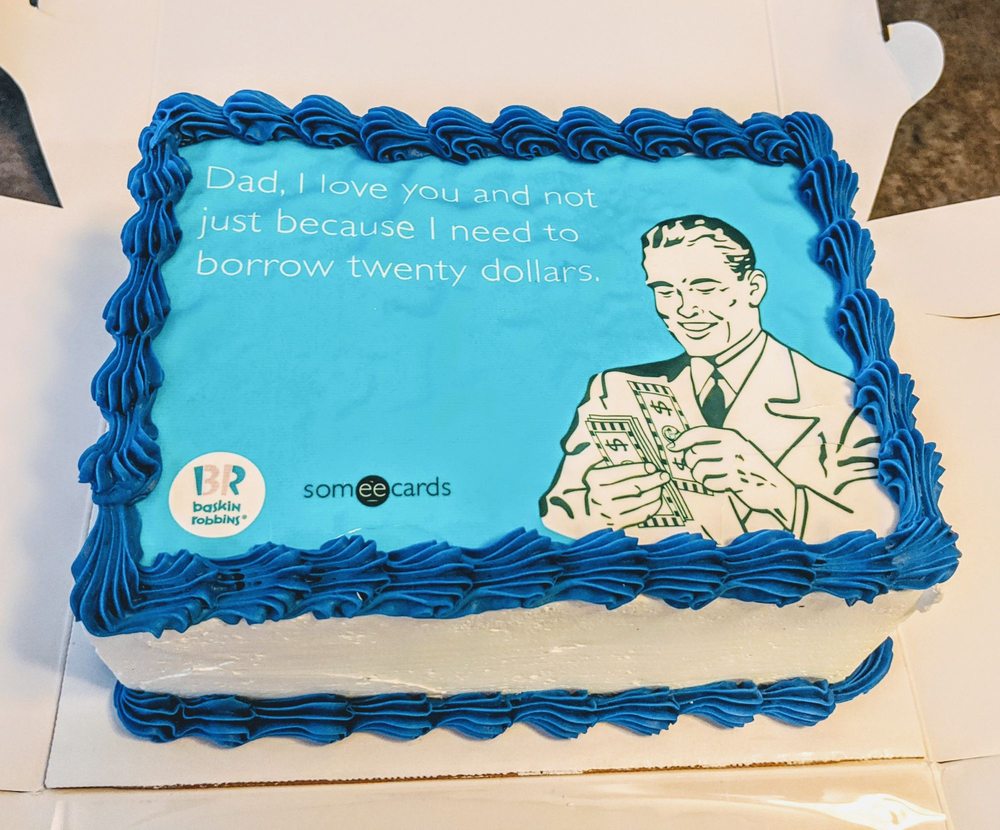 Dad, I love you and not
just because I need to
borrow twenty dollars.
$
$
$
BR
baskin
robbins®
someecards